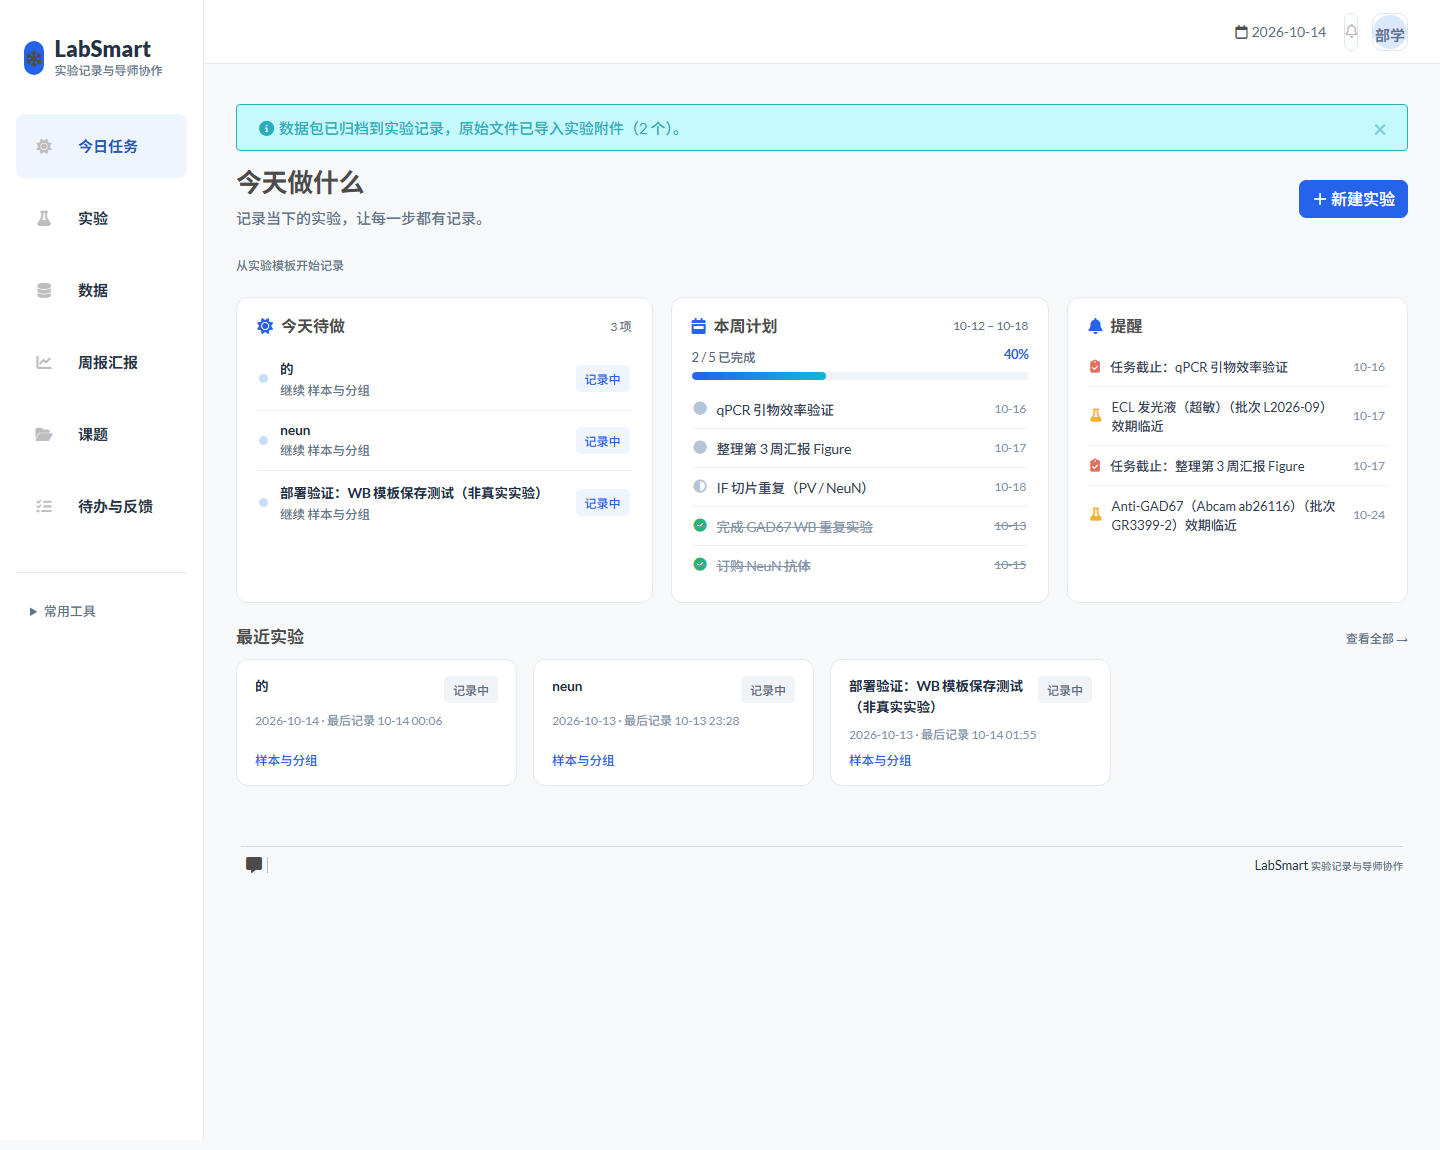 LabSmart
实验记录与导师协作
今日任务
实验
数据
周报汇报
课题
待办与反馈
常用工具
2026-10-14
部学
数据包已归档到实验记录，原始文件已导入实验附件（2 个）。
今天做什么
记录当下的实验，让每一步都有记录。
新建实验
从实验模板开始记录
今天待做
3 项
的
继续 样本与分组
记录中
neun
继续 样本与分组
记录中
部署验证：WB 模板保存测试（非真实实验）
继续 样本与分组
记录中
本周计划
10-12 – 10-18
2 / 5 已完成
40%
qPCR 引物效率验证
10-16
整理第 3 周汇报 Figure
10-17
IF 切片重复（PV / NeuN）
10-18
完成 GAD67 WB 重复实验
10-13
订购 NeuN 抗体
10-15
提醒
任务截止：qPCR 引物效率验证
10-16
ECL 发光液（超敏）（批次 L2026-09）
效期临近
10-17
任务截止：整理第 3 周汇报 Figure
10-17
Anti-GAD67（Abcam ab26116）（批次
GR3399-2）效期临近
10-24
最近实验
查看全部 →
的
记录中
2026-10-14 · 最后记录 10-14 00:06
样本与分组
neun
记录中
2026-10-13 · 最后记录 10-13 23:28
样本与分组
部署验证：WB 模板保存测试
（非真实实验）
记录中
2026-10-13 · 最后记录 10-14 01:55
样本与分组
LabSmart 实验记录与导师协作